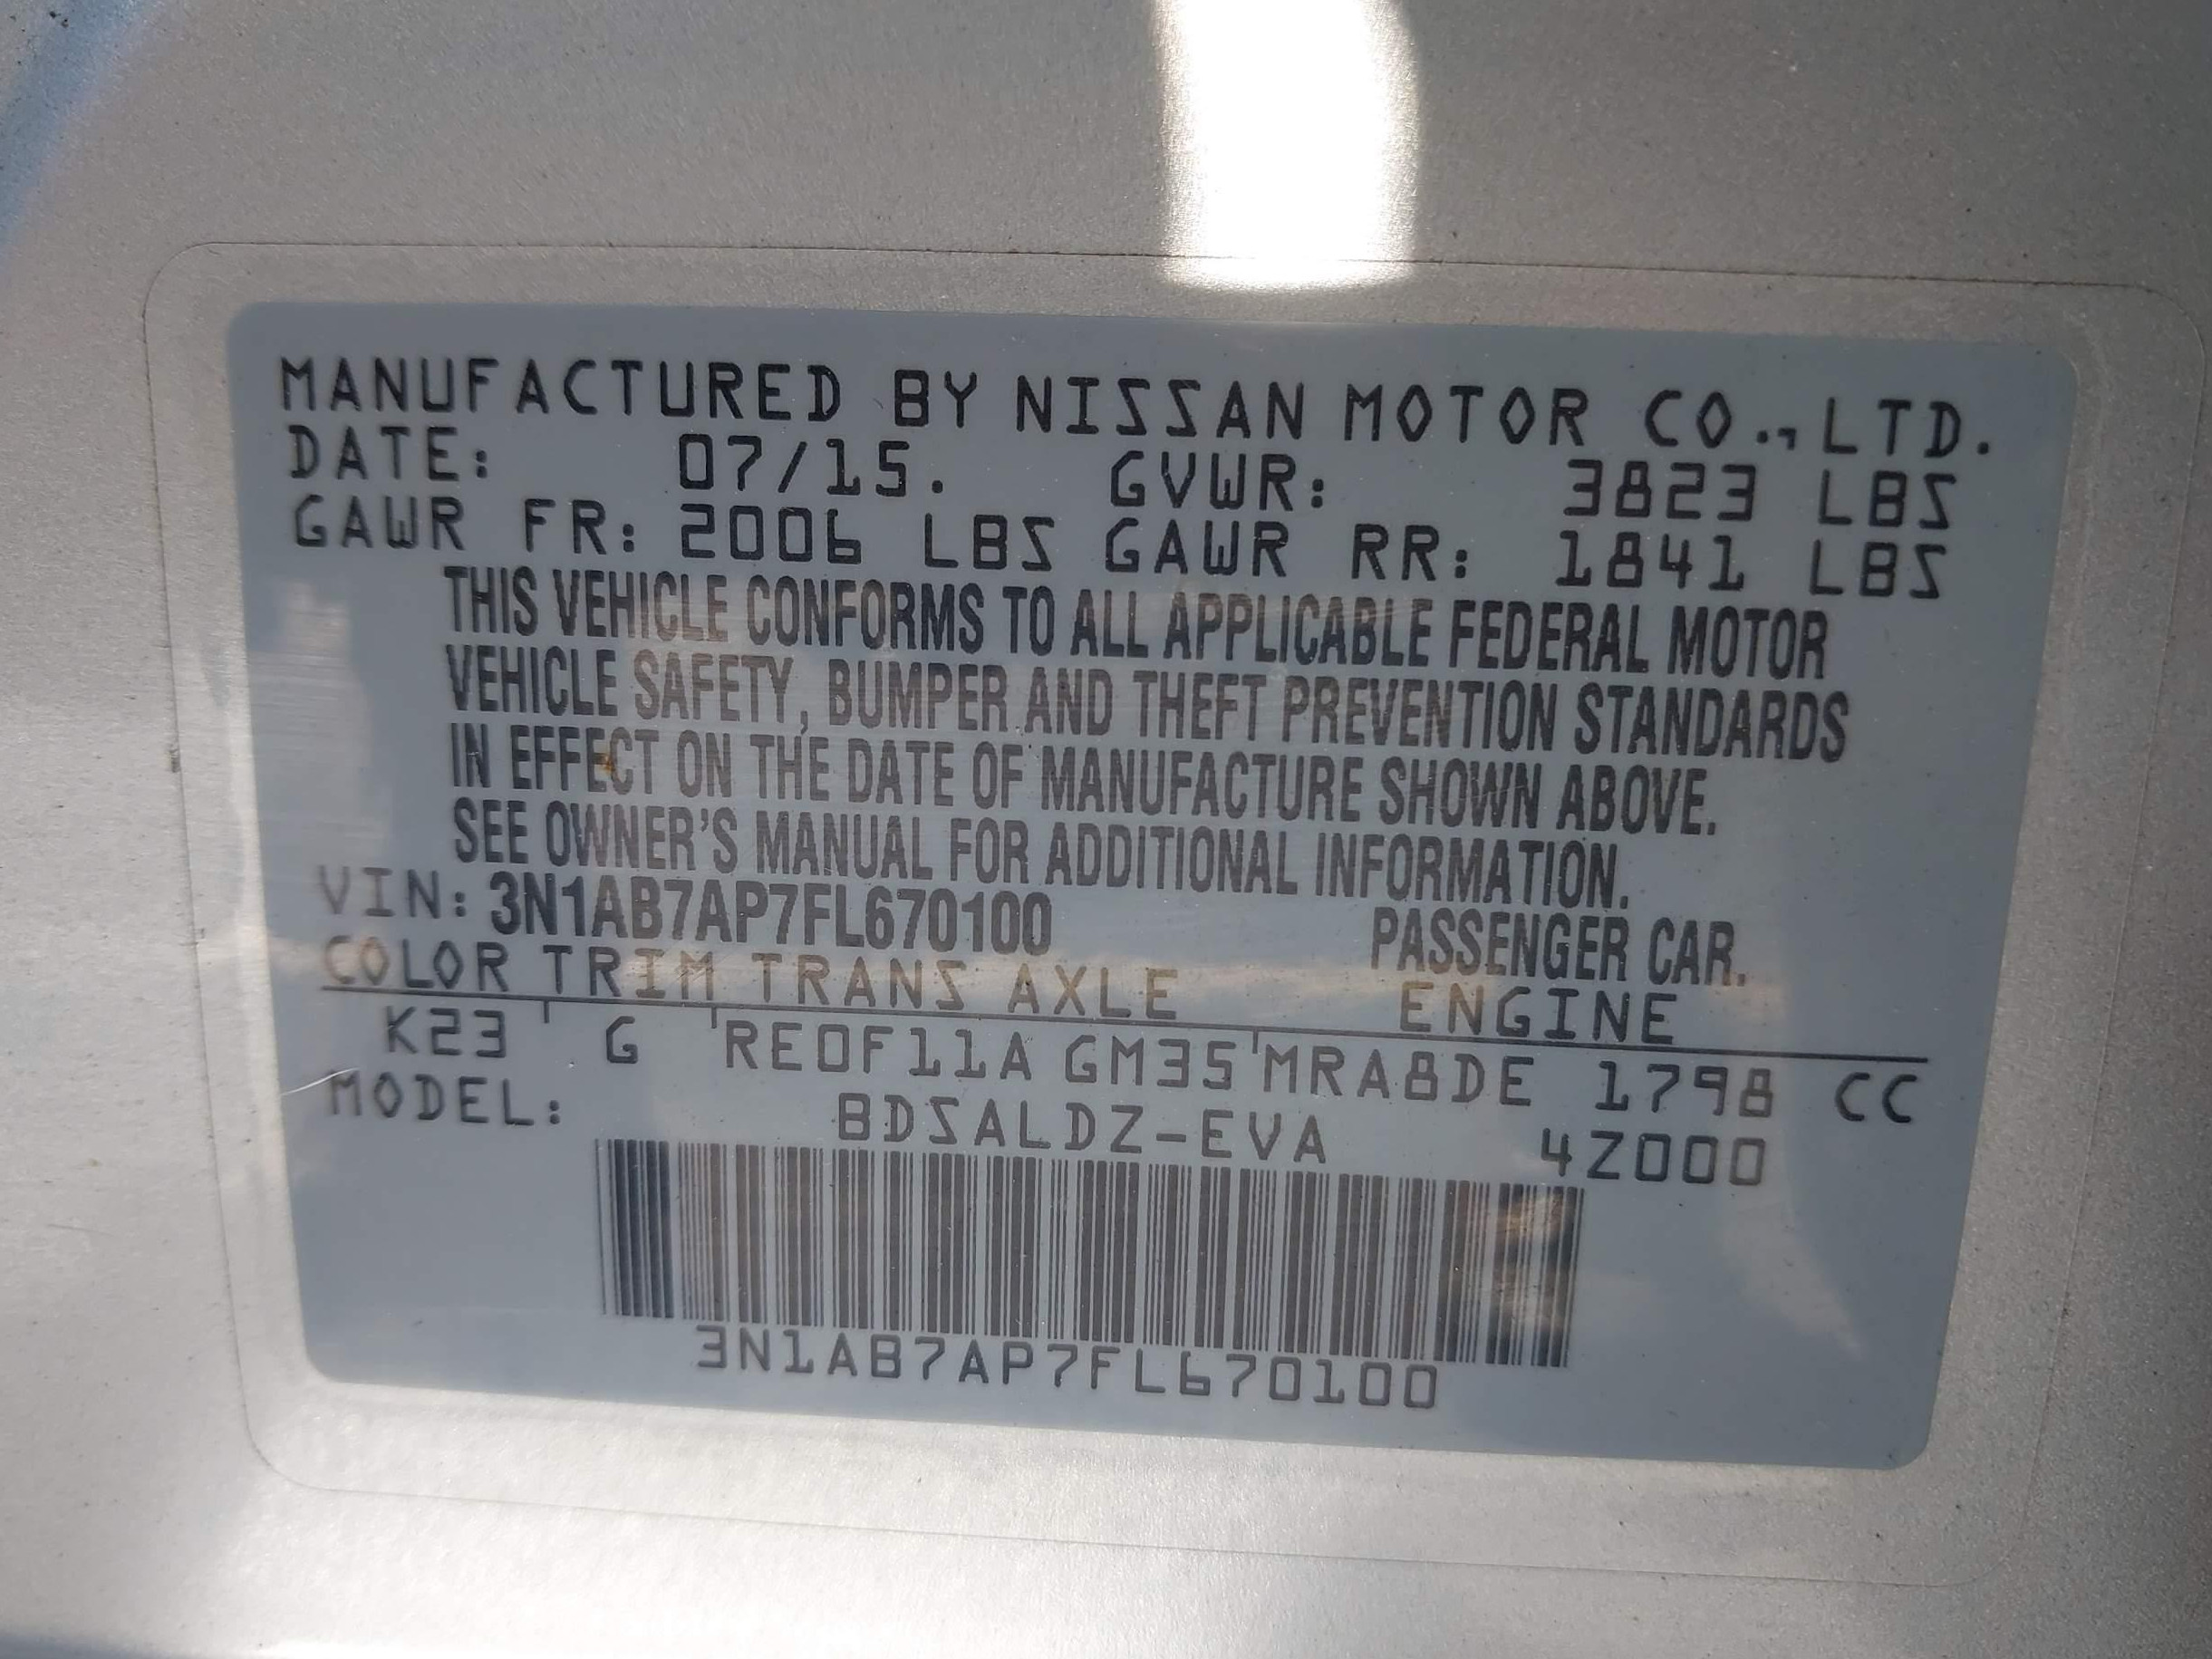 MANUFACTURED BY NISSAN MOTOR CO.,LTD.
DATE: 07/15. GVWR: 3823 LBS
GAWR FR: 2006 LBS GAWR RR: 1841 LBS
THIS VEHICLE CONFORMS TO ALL APPLICABLE FEDERAL MOTOR
VEHICLE SAFETY, BUMPER AND THEFT PREVENTION STANDARDS
IN EFFECT ON THE DATE OF MANUFACTURE SHOWN ABOVE.
SEE OWNER'S MANUAL FOR ADDITIONAL INFORMATION.
VIN: 3N1AB7AP7FL670100 PASSENGER CAR.
COLOR TRIM TRANS AXLE ENGINE
K23 G RE0F11A GM35 MRA8DE 1798 CC
MODEL: BDSALDZ-EVA 4Z000
3N1AB7AP7FL670100